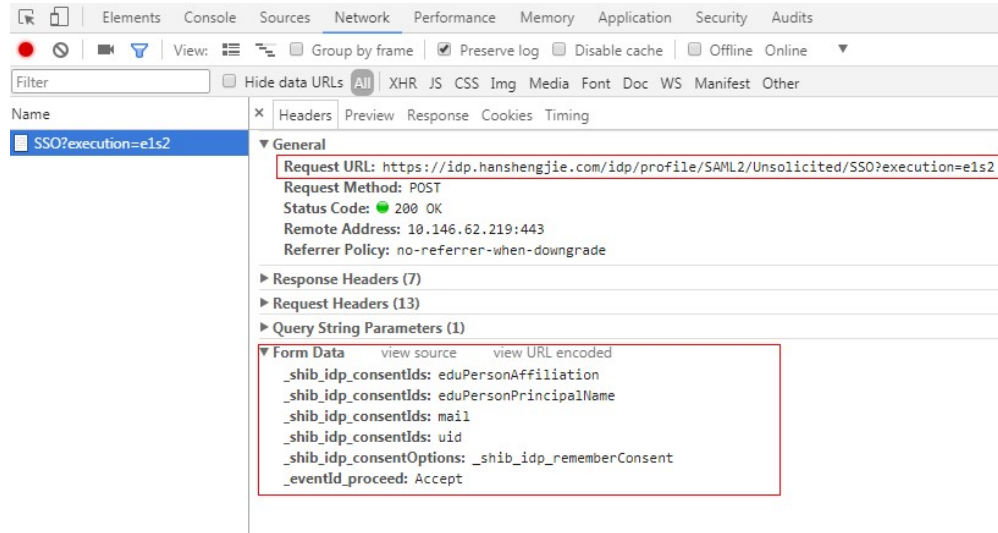 Elements Console Sources Network Performance Memory Application Security Audits
View: Group by frame Preserve log Disable cache Offline Online
Filter Hide data URLs All XHR JS CSS Img Media Font Doc WS Manifest Other
Name × Headers Preview Response Cookies Timing
SSO?execution=e1s2
General
Request URL: https://idp.hanshengjie.com/idp/profile/SAML2/Unsolicited/SSO?execution=e1s2
Request Method: POST
Status Code: 200 OK
Remote Address: 10.146.62.219:443
Referrer Policy: no-referrer-when-downgrade
Response Headers (7)
Request Headers (13)
Query String Parameters (1)
Form Data view source view URL encoded
_shib_idp_consentIds: eduPersonAffiliation
_shib_idp_consentIds: eduPersonPrincipalName
_shib_idp_consentIds: mail
_shib_idp_consentIds: uid
_shib_idp_consentOptions: _shib_idp_rememberConsent
_eventId_proceed: Accept